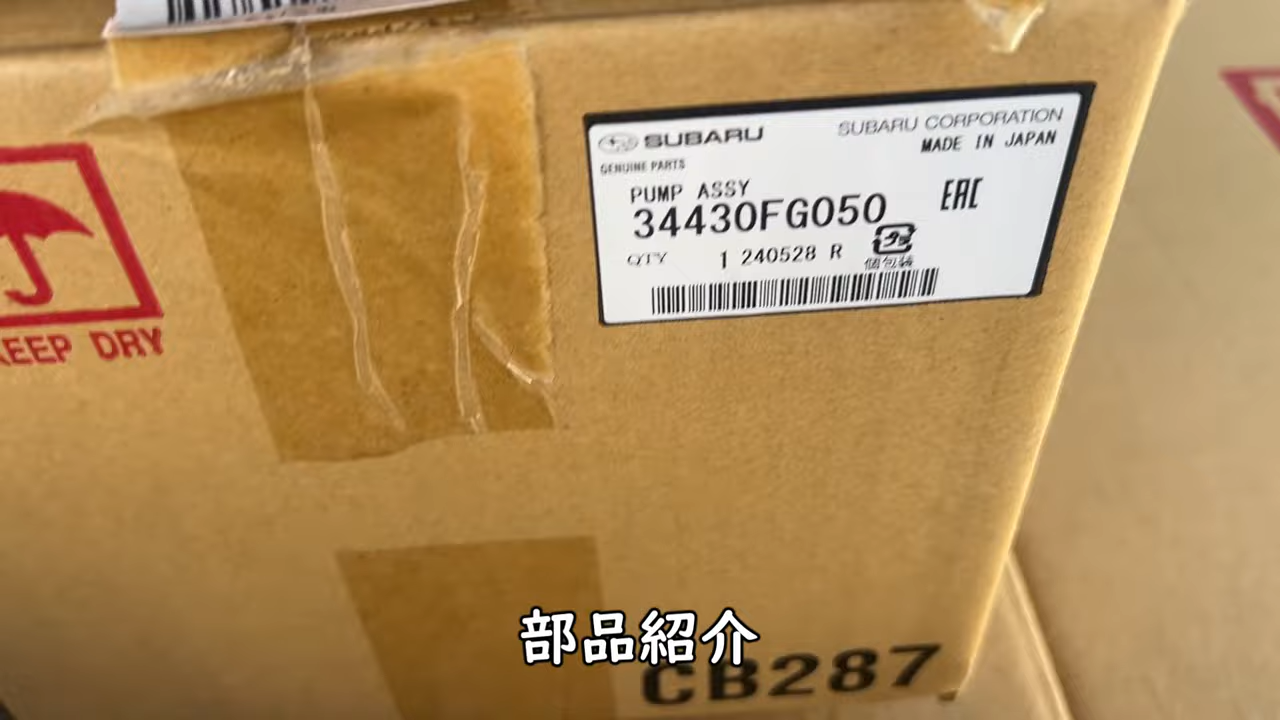 SUBARU
SUBARU CORPORATION
GENUINE PARTS
MADE IN JAPAN
PUMP ASSY
34430FG050
EAC
QTY 1 240528 R
個包装
KEEP DRY
部品紹介
CB287